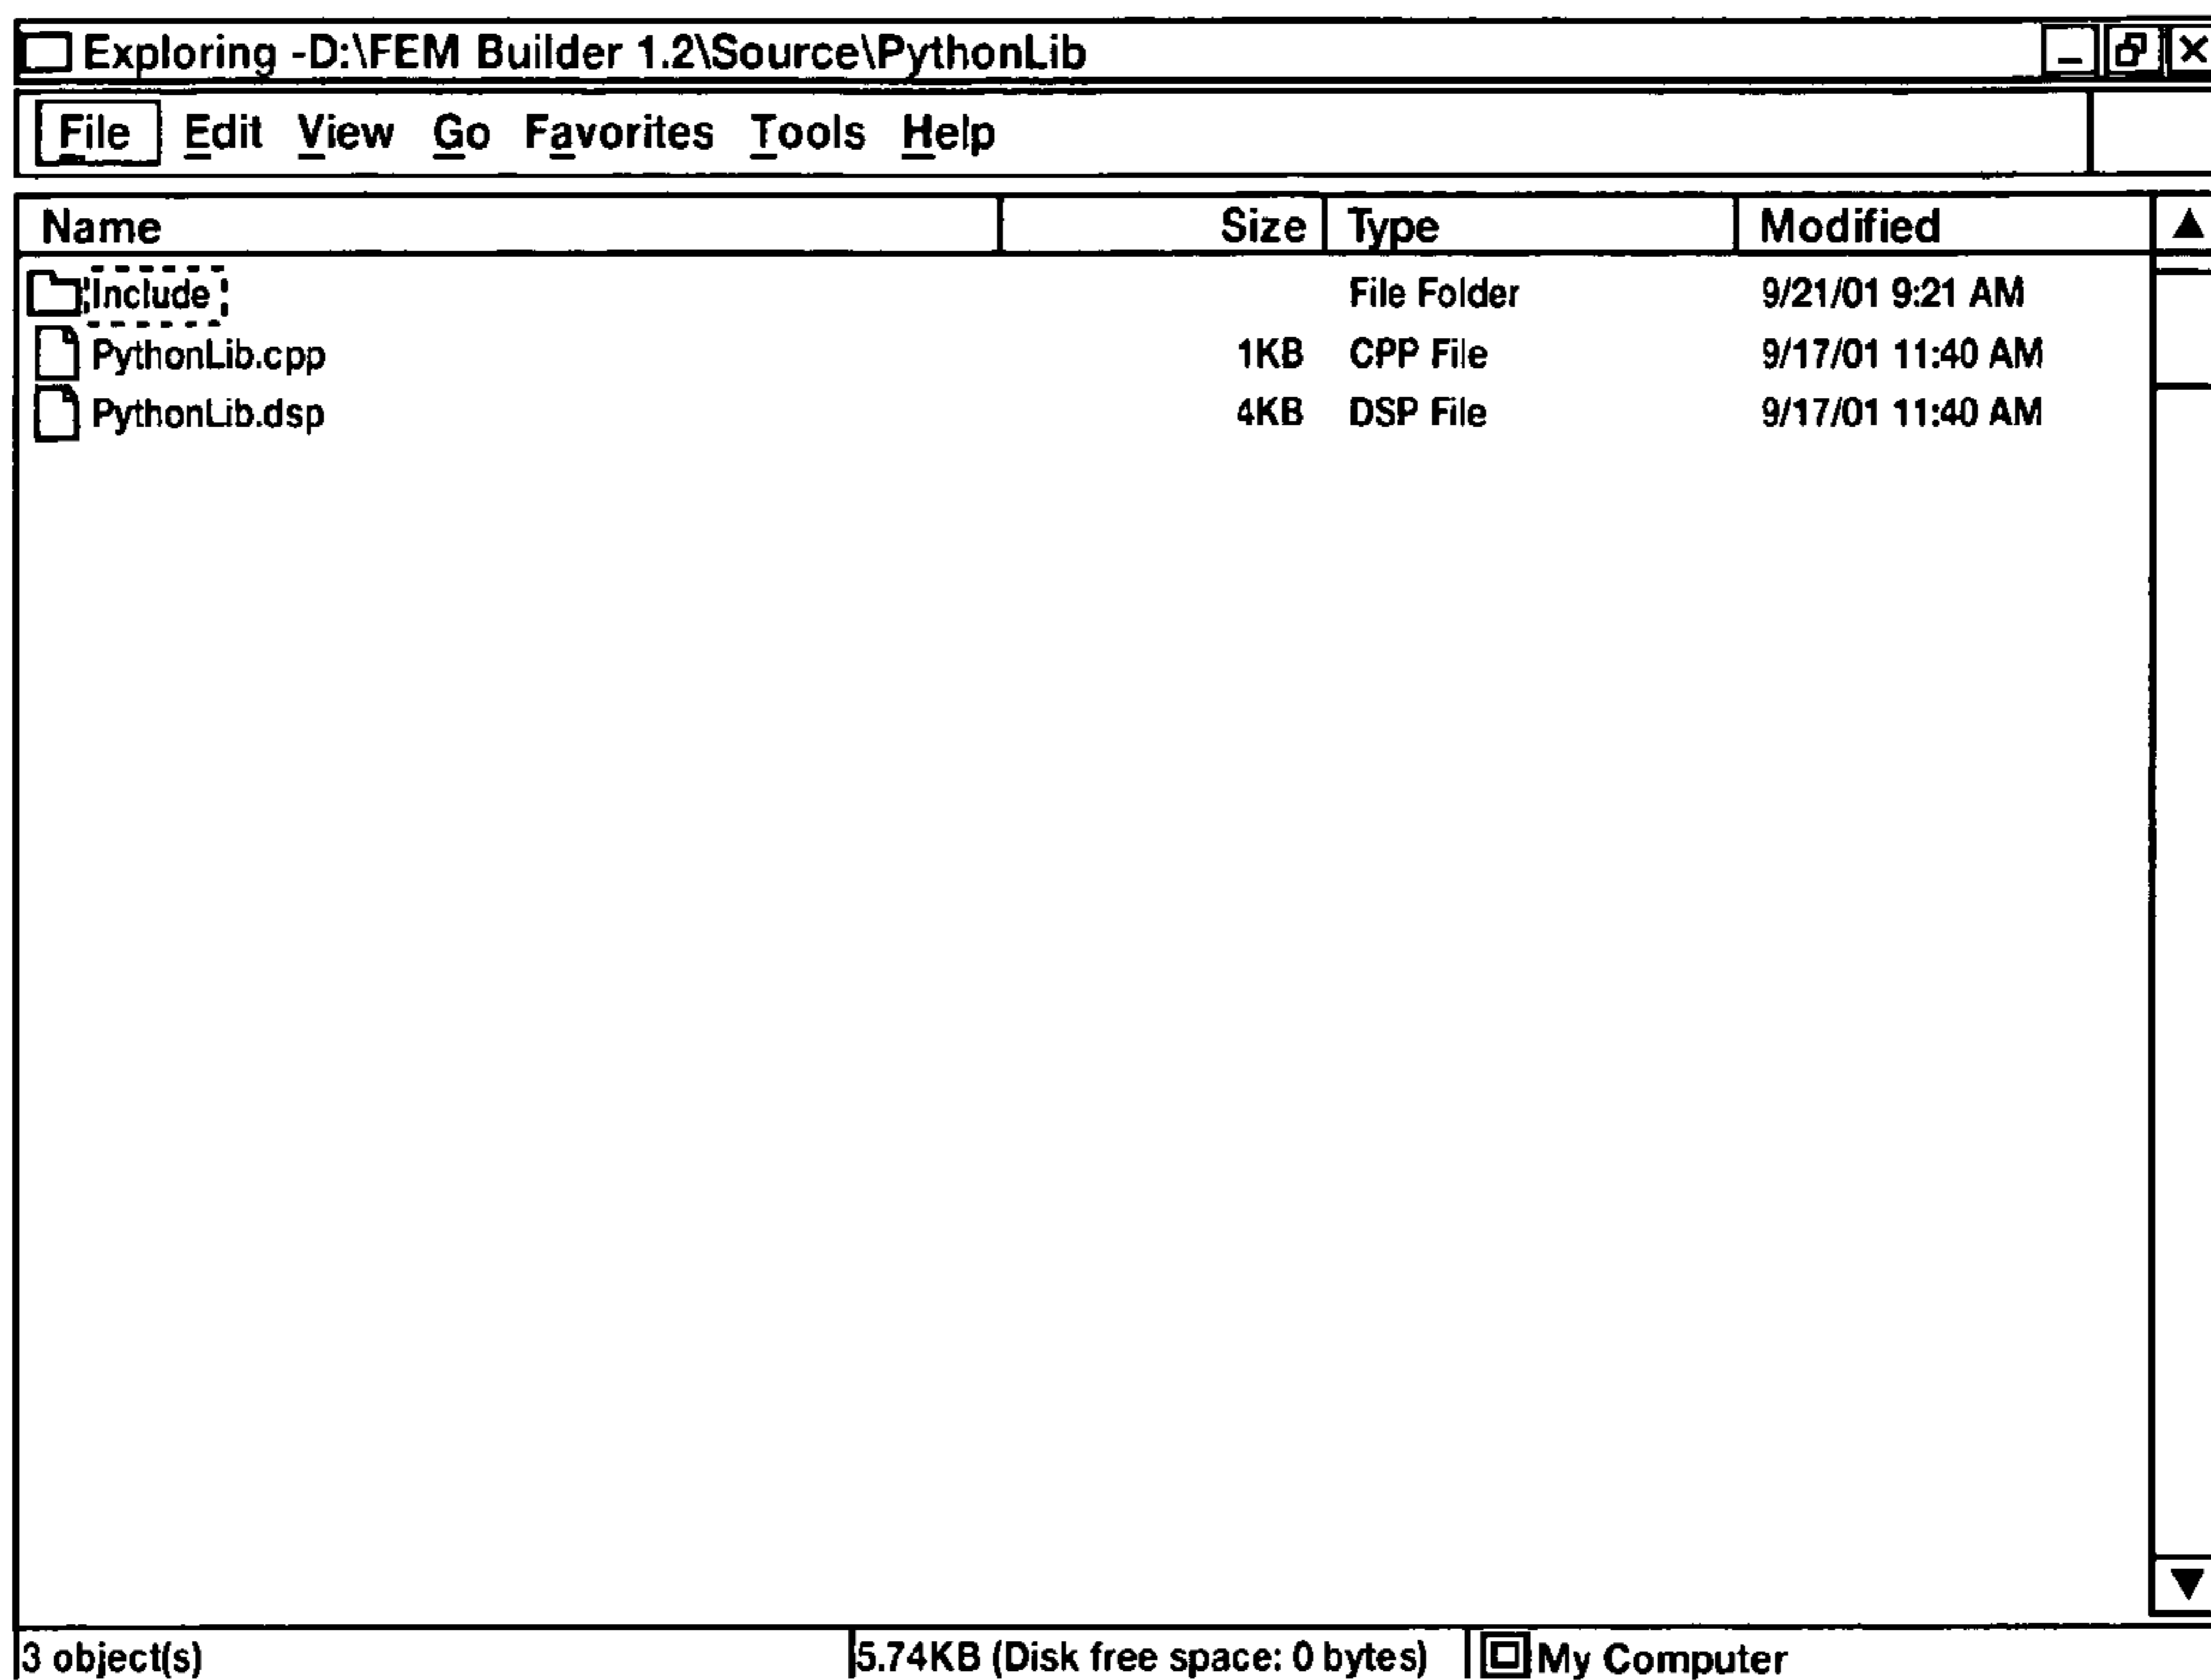 Exploring -D:\FEM Builder 1.2\Source\PythonLib
File Edit View Go Favorites Tools Help
Name Size Type Modified
Include File Folder 9/21/01 9:21 AM
PythonLib.cpp 1KB CPP File 9/17/01 11:40 AM
PythonLib.dsp 4KB DSP File 9/17/01 11:40 AM
3 object(s) 5.74KB (Disk free space: 0 bytes) My Computer